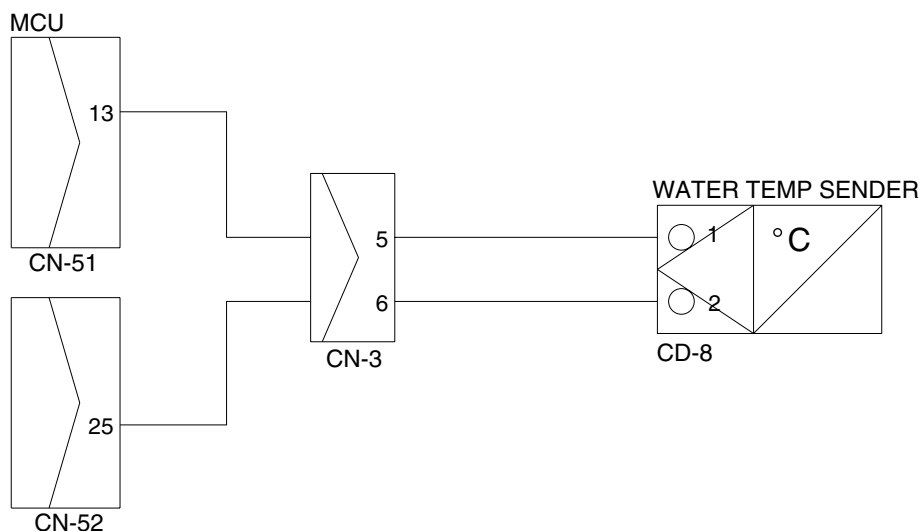 MCU
13
CN-51
25
CN-52
5
6
CN-3
WATER TEMP SENDER
1
°C
2
CD-8